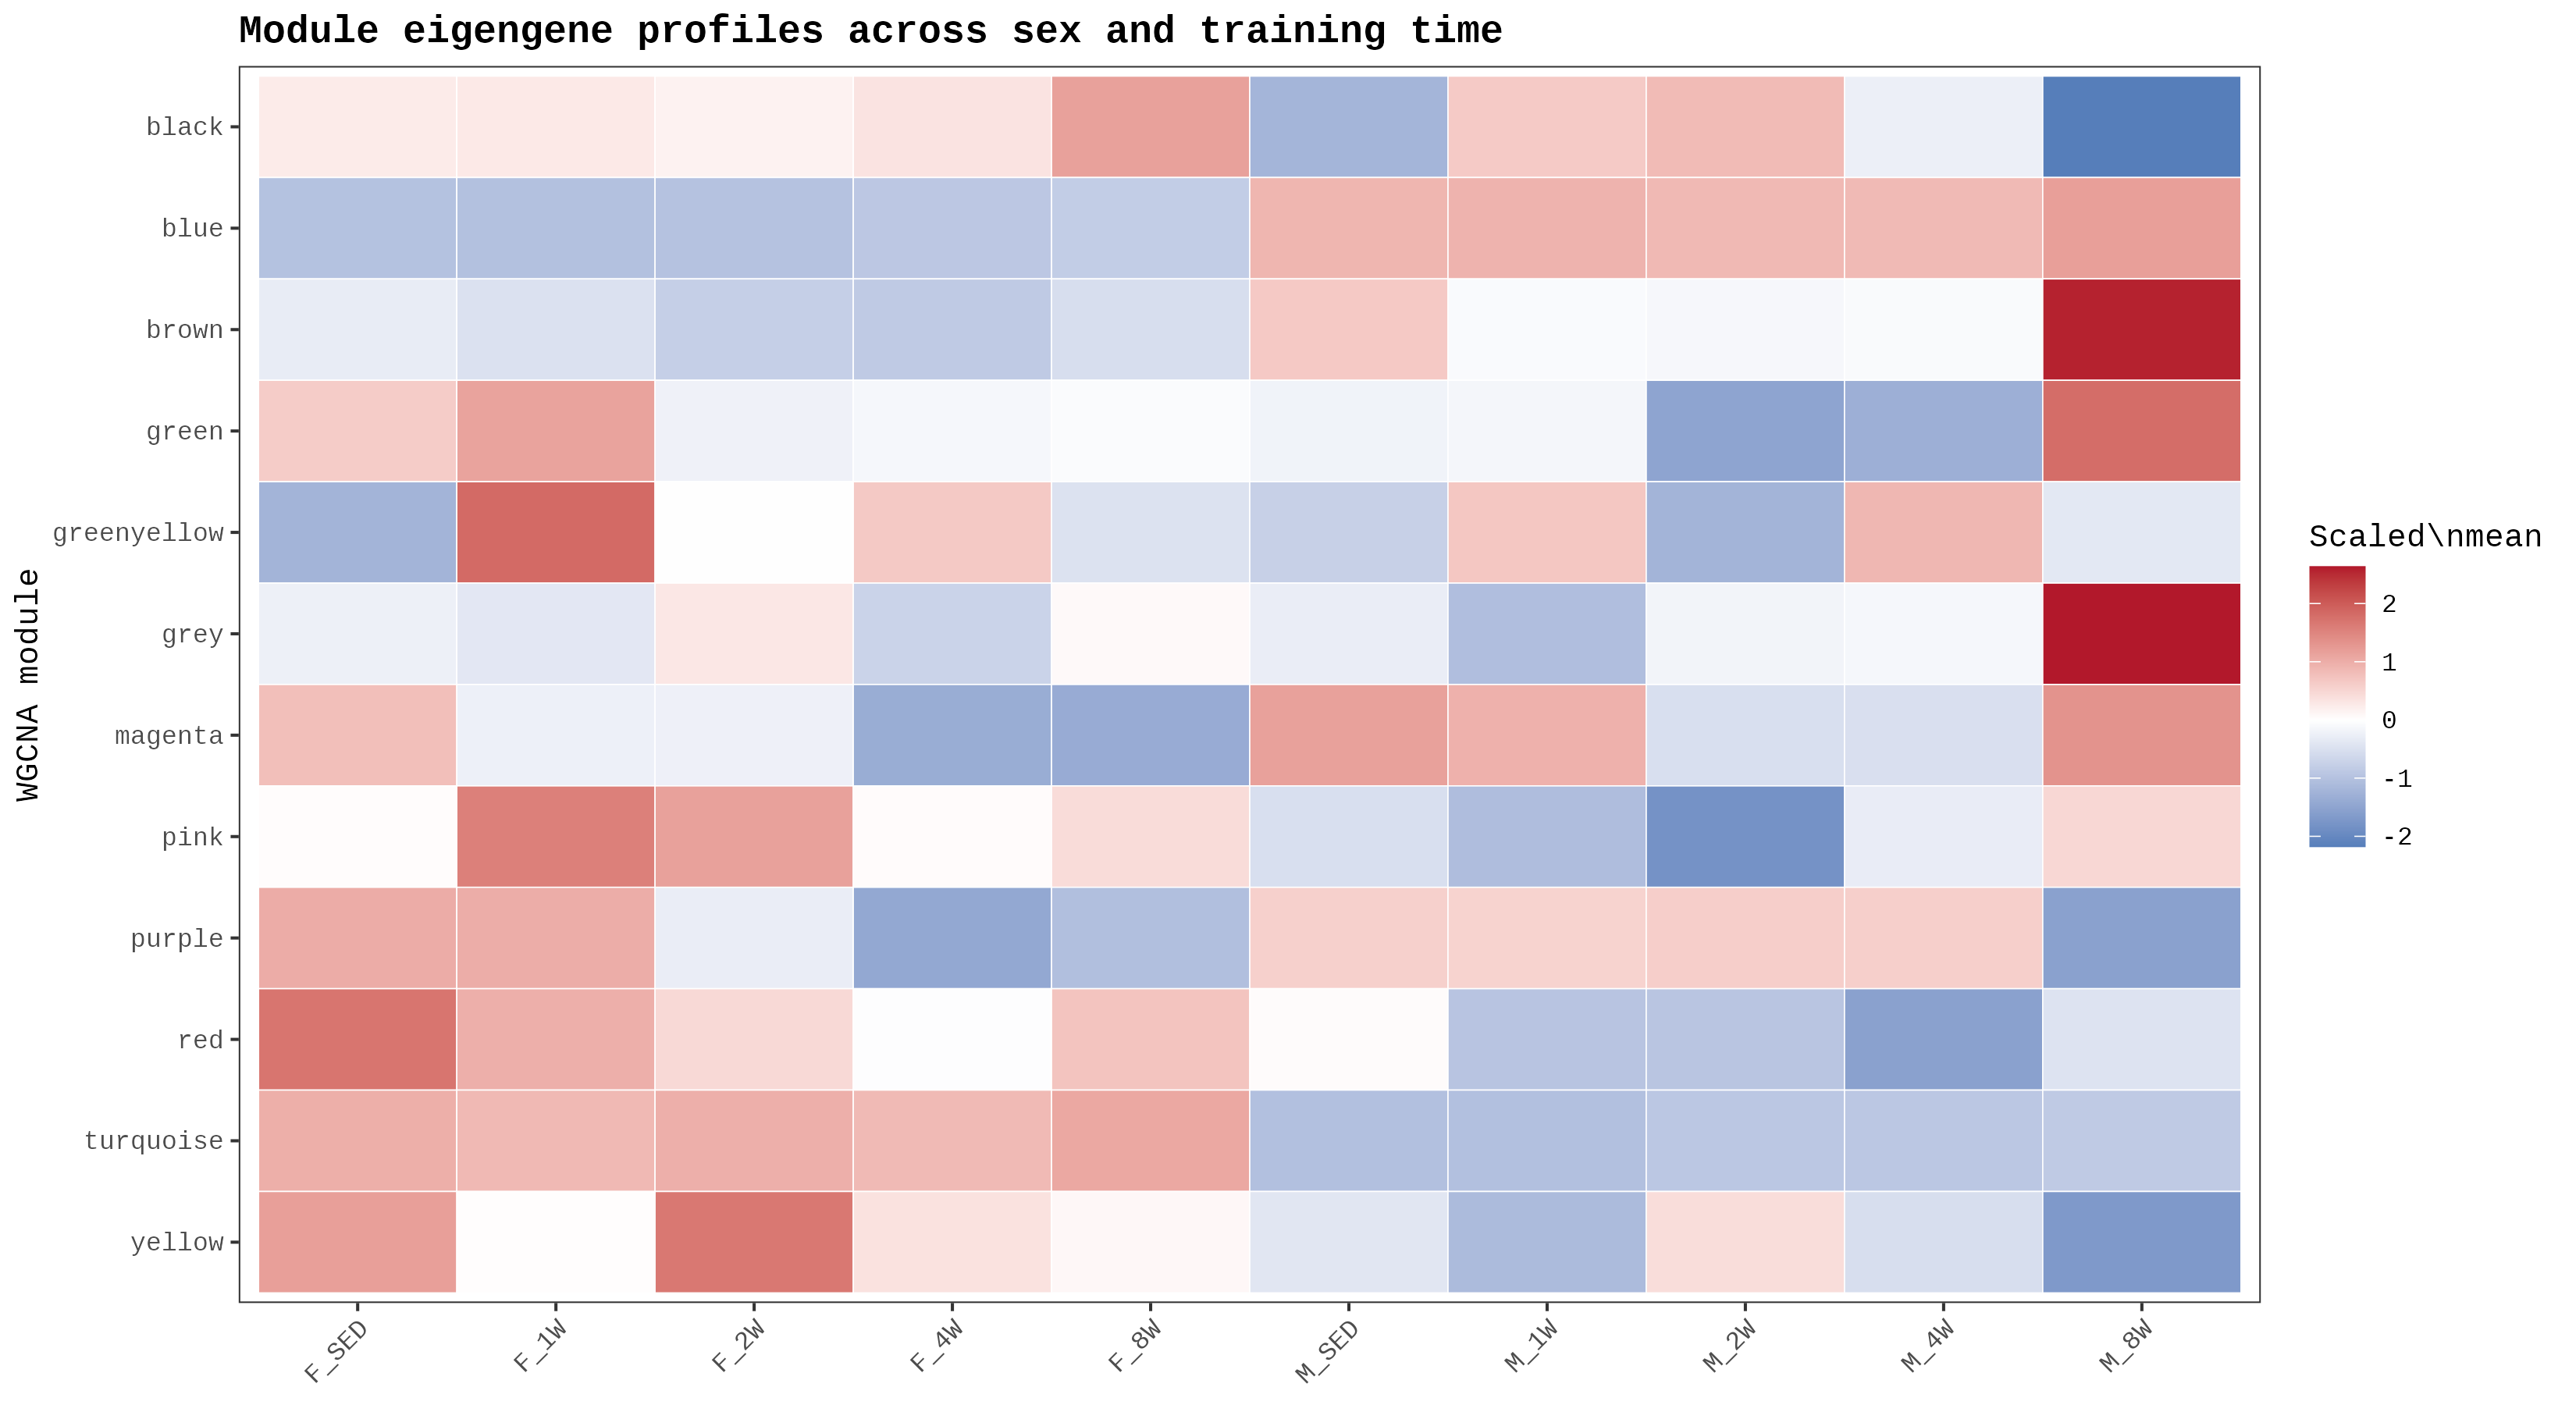 Module eigengene profiles across sex and training time
WGCNA module
black
blue
brown
green
greenyellow
grey
magenta
pink
purple
red
turquoise
yellow
F_SED
F_1W
F_2W
F_4W
F_8W
M_SED
M_1W
M_2W
M_4W
M_8W
Scaled\nmean
2
1
0
-1
-2